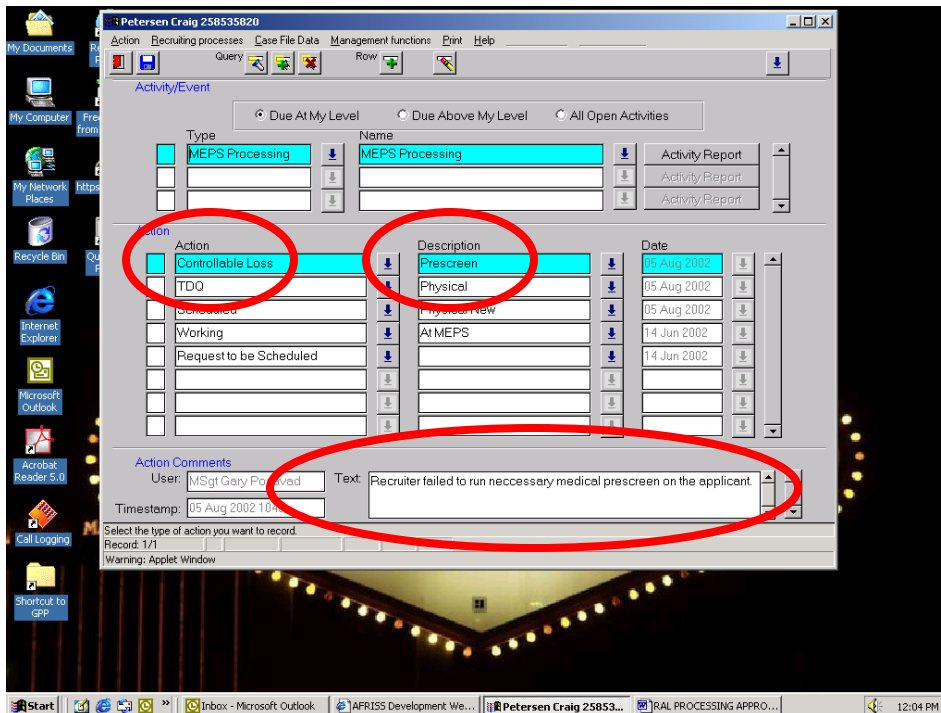 Petersen Craig 258535820
Action Recruiting processes Case File Data Management functions Print Help
Query Row
Activity/Event
Due At My Level Due Above My Level All Open Activities
Type Name
MEPS Processing MEPS Processing Activity Report
Activity Report
Activity Report
Action
Action Description Date
Controllable Loss Prescreen 05 Aug 2002
TDQ Physical 05 Aug 2002
Scheduled Physical New 05 Aug 2002
Working At MEPS 14 Jun 2002
Request to be Scheduled 14 Jun 2002
Action Comments
User: MSgt Gary Text: Recruiter failed to run neccessary medical prescreen on the applicant.
Timestamp: 05 Aug 2002
Select the type of action you want to record.
Record: 1/1
Warning: Applet Window
My Documents
My Computer
from
My Network
Places
https
Recycle Bin
Internet
Explorer
Microsoft
Outlook
Acrobat
Reader 5.0
Call Logging
Shortcut to
GPP
Start Inbox - Microsoft Outlook AFRISS Development We... Petersen Craig 25853... RAL PROCESSING APPRO... 12:04 PM